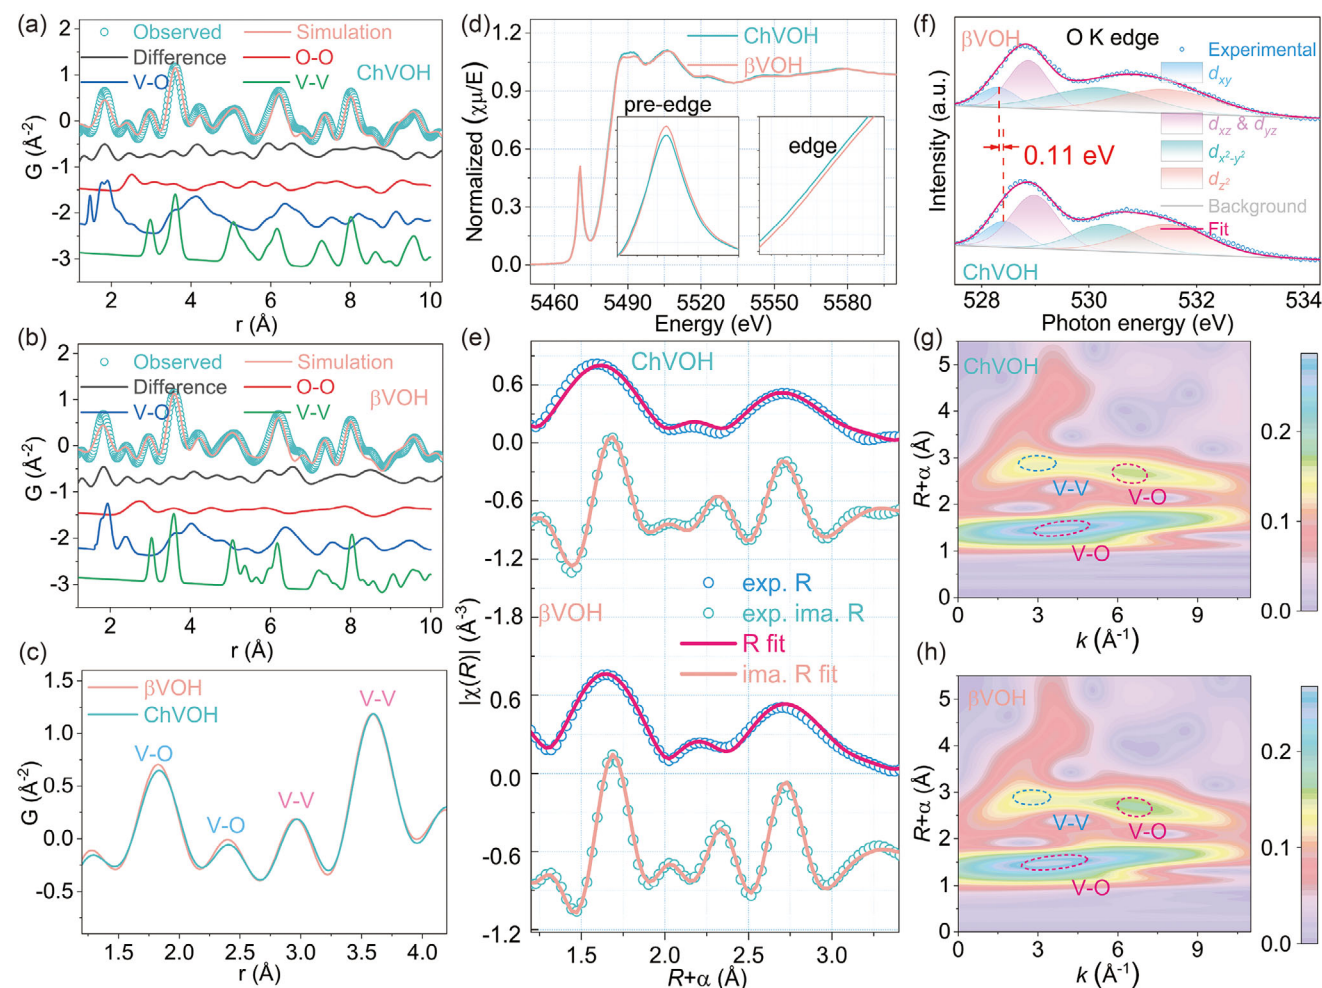 (a)
Observed
Simulation
Difference
O-O
V-O
V-V
ChVOH
2
1
0
-1
-2
-3
G (Å⁻²)
2
4
6
8
10
r (Å)
(b)
Observed
Simulation
Difference
O-O
V-O
V-V
βVOH
2
1
0
-1
-2
-3
G (Å⁻²)
2
4
6
8
10
r (Å)
(c)
βVOH
ChVOH
V-V
V-O
V-V
V-O
1.5
1.0
0.5
0.0
-0.5
G (Å⁻²)
1.5
2.0
2.5
3.0
3.5
4.0
r (Å)
(d)
ChVOH
βVOH
pre-edge
edge
1.2
0.9
0.6
0.3
0.0
Normalized (χμ/E)
5460
5490
5520
5550
5580
Energy (eV)
(e)
ChVOH
0.6
0.0
-0.6
-1.2
-1.8
exp. R
exp. ima. R
R fit
ima. R fit
βVOH
0.6
0.0
-0.6
-1.2
|χ(R)| (Å⁻³)
1.5
2.0
2.5
3.0
R+α (Å)
(f)
βVOH
O K edge
Experimental
dxy
dxz & dyz
dx²-y²
dz²
Background
Fit
0.11 eV
ChVOH
Intensity (a.u.)
528
530
532
534
Photon energy (eV)
(g)
ChVOH
V-V
V-O
V-O
5
4
3
2
1
0
R+α (Å)
0
3
6
9
k (Å⁻¹)
0.2
0.1
0.0
(h)
βVOH
V-V
V-O
V-O
5
4
3
2
1
0
R+α (Å)
0
3
6
9
k (Å⁻¹)
0.2
0.1
0.0